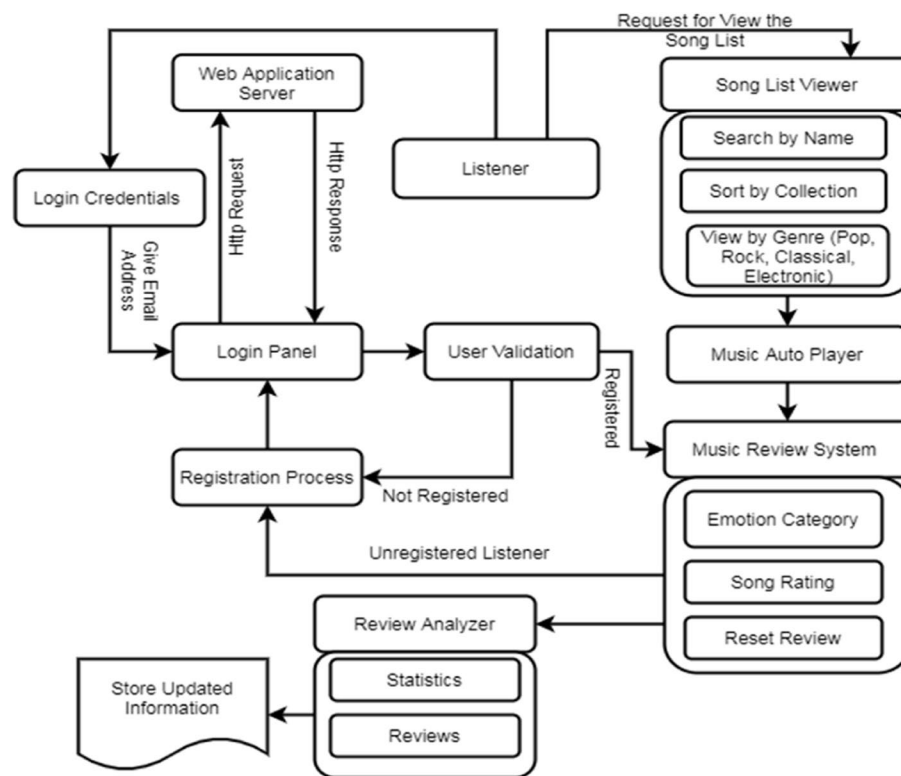 Request for View the
Song List
Web Application
Server
Song List Viewer
Search by Name
Listener
Login Credentials
Http Request
Http Response
Sort by Collection
View by Genre (Pop,
Rock, Classical,
Electronic)
Give Email
Address
Login Panel
User Validation
Music Auto Player
Registered
Registration Process
Not Registered
Music Review System
Emotion Category
Unregistered Listener
Song Rating
Review Analyzer
Reset Review
Store Updated
Information
Statistics
Reviews